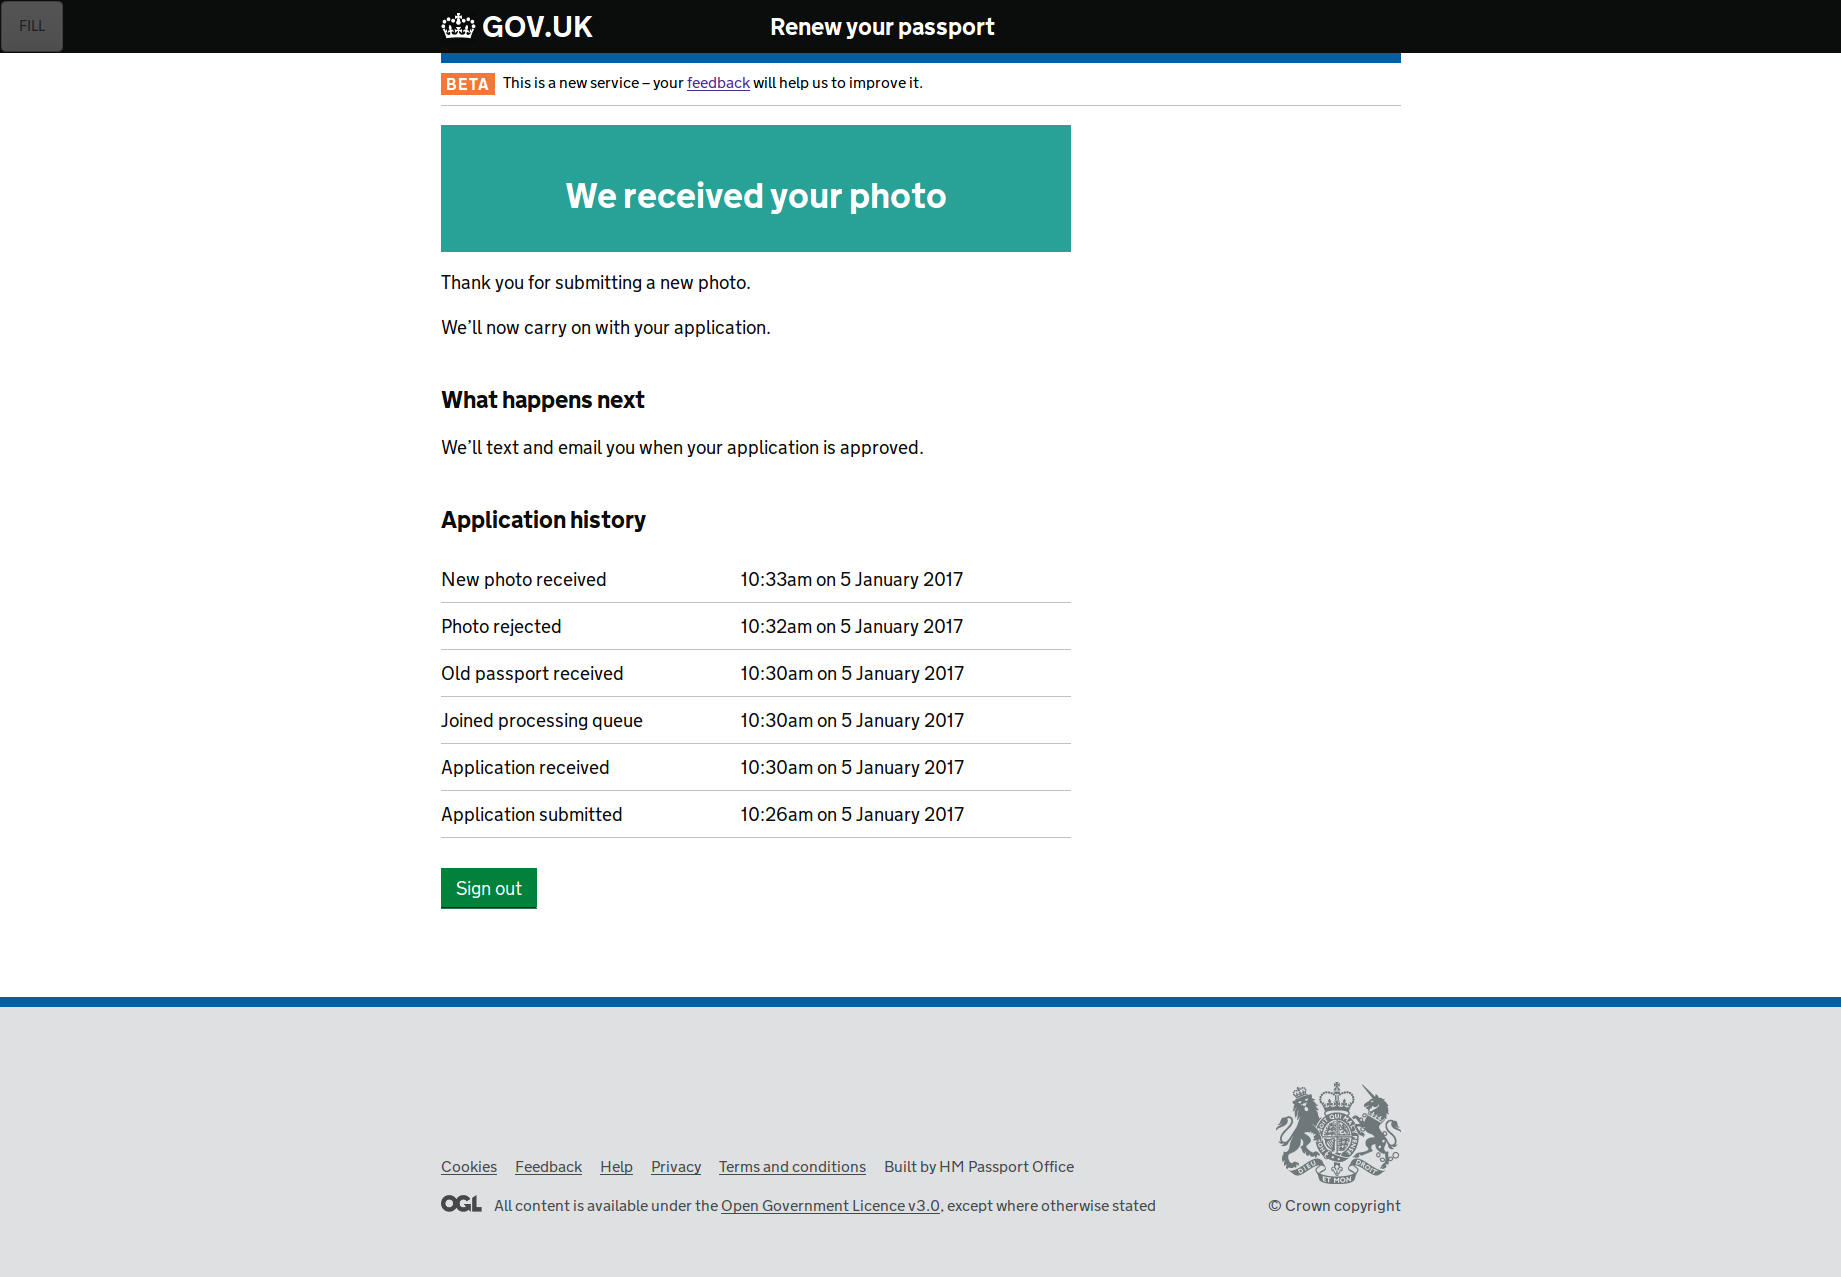 FILL
GOV.UK
Renew your passport
BETA This is a new service – your feedback will help us to improve it.
We received your photo
Thank you for submitting a new photo.
We’ll now carry on with your application.
What happens next
We’ll text and email you when your application is approved.
Application history
New photo received 10:33am on 5 January 2017
Photo rejected 10:32am on 5 January 2017
Old passport received 10:30am on 5 January 2017
Joined processing queue 10:30am on 5 January 2017
Application received 10:30am on 5 January 2017
Application submitted 10:26am on 5 January 2017
Sign out
Cookies Feedback Help Privacy Terms and conditions Built by HM Passport Office
OGL All content is available under the Open Government Licence v3.0, except where otherwise stated
DIEU ET MON DROIT
© Crown copyright